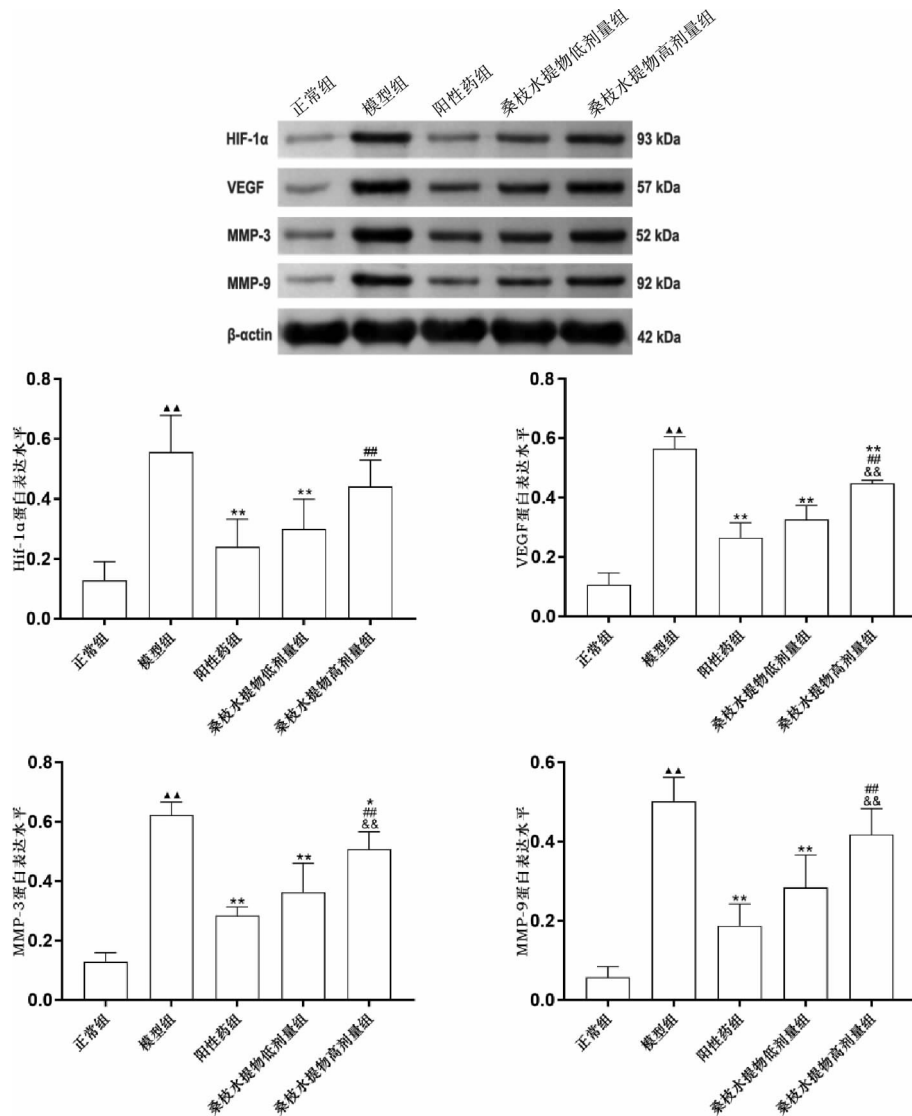 正常组
模型组
阳性药组
桑枝水提物低剂量组
桑枝水提物高剂量组
HIF-1α 93 kDa
VEGF 57 kDa
MMP-3 52 kDa
MMP-9 92 kDa
β-actin 42 kDa
Hif-1α蛋白表达水平
0.8
0.6
0.4
0.2
0.0
▲▲
**
**
##
正常组
模型组
阳性药组
桑枝水提物低剂量组
桑枝水提物高剂量组
VEGF蛋白表达水平
0.8
0.6
0.4
0.2
0.0
▲▲
**
**
**
##
&&
正常组
模型组
阳性药组
桑枝水提物低剂量组
桑枝水提物高剂量组
MMP-3蛋白表达水平
0.8
0.6
0.4
0.2
0.0
▲▲
**
**
*
##
&&
正常组
模型组
阳性药组
桑枝水提物低剂量组
桑枝水提物高剂量组
MMP-9蛋白表达水平
0.6
0.4
0.2
0.0
▲▲
**
**
##
&&
正常组
模型组
阳性药组
桑枝水提物低剂量组
桑枝水提物高剂量组